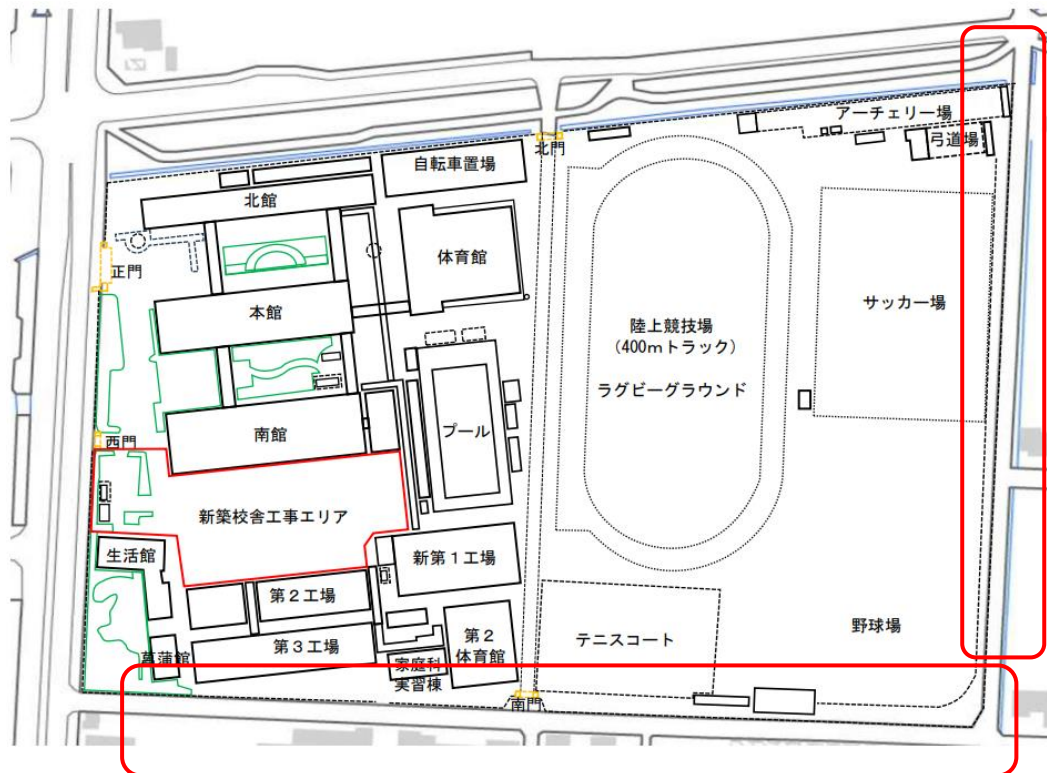 アーチェリー場
北門
弓道場
自転車置場
北館
体育館
正門
サッカー場
本館
陸上競技場
（400ｍトラック）
ラグビーグラウンド
プール
南館
西門
新築校舎工事エリア
生活館
新第１工場
第２工場
野球場
テニスコート
第３工場
第２
体育館
菖蒲館
家庭科
実習棟
南門